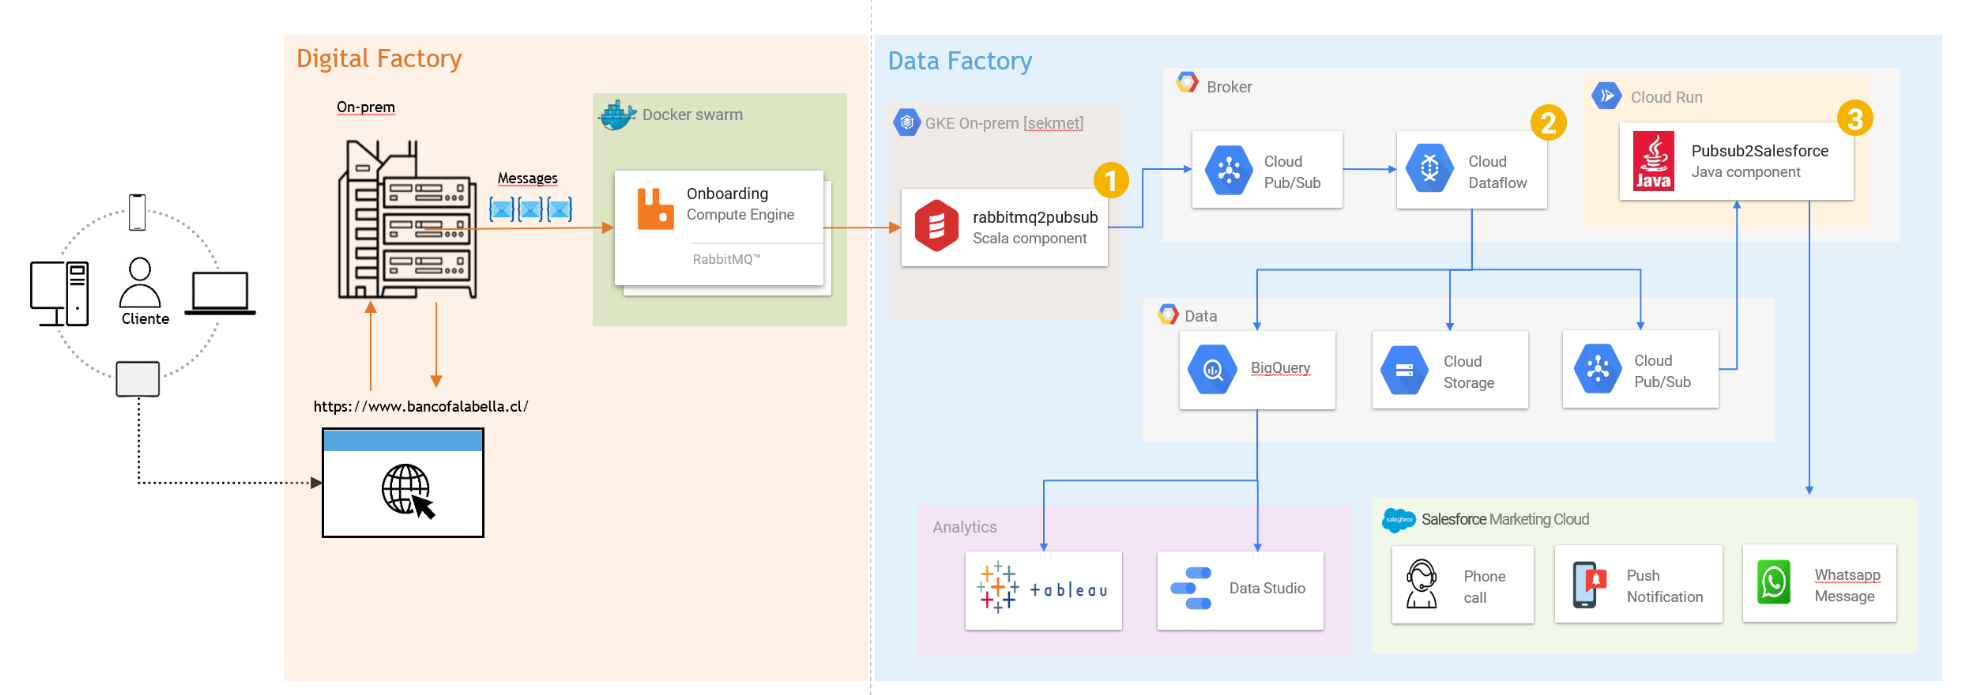 Digital Factory
On-prem
Messages
Docker swarm
Onboarding
Compute Engine
RabbitMQ™
Cliente
https://www.bancofalabella.cl/
Data Factory
GKE On-prem [sekmet]
1
rabbitmq2pubsub
Scala component
Broker
Cloud
Pub/Sub
2
Cloud
Dataflow
Cloud Run
3
Java
Pubsub2Salesforce
Java component
Data
BigQuery
Cloud
Storage
Cloud
Pub/Sub
Analytics
+ableau
Data Studio
salesforce
Salesforce Marketing Cloud
Phone
call
Push
Notification
Whatsapp
Message